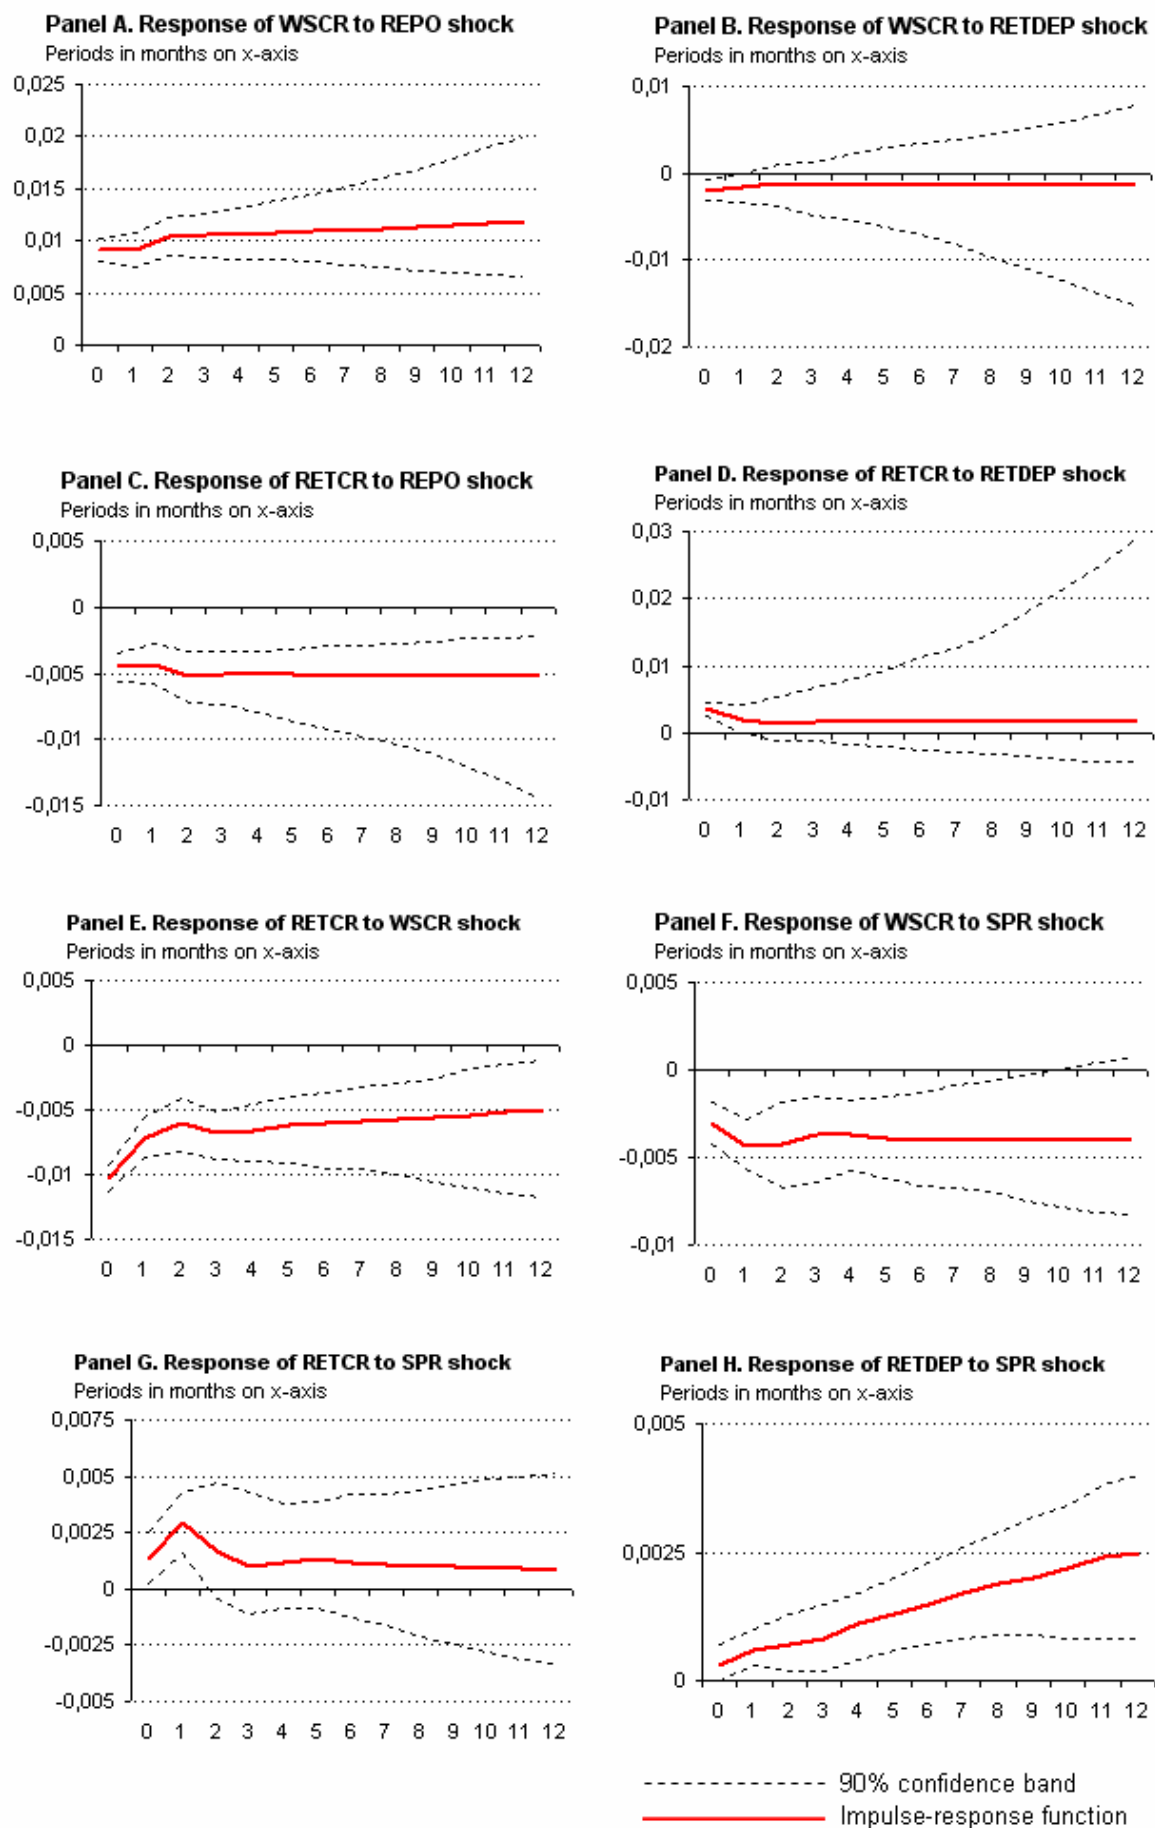 Panel A. Response of WSCR to REPO shock
Periods in months on x-axis
0,025
0,02
0,015
0,01
0,005
0
0 1 2 3 4 5 6 7 8 9 10 11 12
Panel B. Response of WSCR to RETDEP shock
Periods in months on x-axis
0,01
0
-0,01
-0,02
0 1 2 3 4 5 6 7 8 9 10 11 12
Panel C. Response of RETCR to REPO shock
Periods in months on x-axis
0,005
0
-0,005
-0,01
-0,015
0 1 2 3 4 5 6 7 8 9 10 11 12
Panel D. Response of RETCR to RETDEP shock
Periods in months on x-axis
0,03
0,02
0,01
0
-0,01
0 1 2 3 4 5 6 7 8 9 10 11 12
Panel E. Response of RETCR to WSCR shock
Periods in months on x-axis
0,005
0
-0,005
-0,01
-0,015
0 1 2 3 4 5 6 7 8 9 10 11 12
Panel F. Response of WSCR to SPR shock
Periods in months on x-axis
0,005
0
-0,005
-0,01
0 1 2 3 4 5 6 7 8 9 10 11 12
Panel G. Response of RETCR to SPR shock
Periods in months on x-axis
0,0075
0,005
0,0025
0
-0,0025
-0,005
0 1 2 3 4 5 6 7 8 9 10 11 12
Panel H. Response of RETDEP to SPR shock
Periods in months on x-axis
0,005
0,0025
0
0 1 2 3 4 5 6 7 8 9 10 11 12
90% confidence band
Impulse-response function